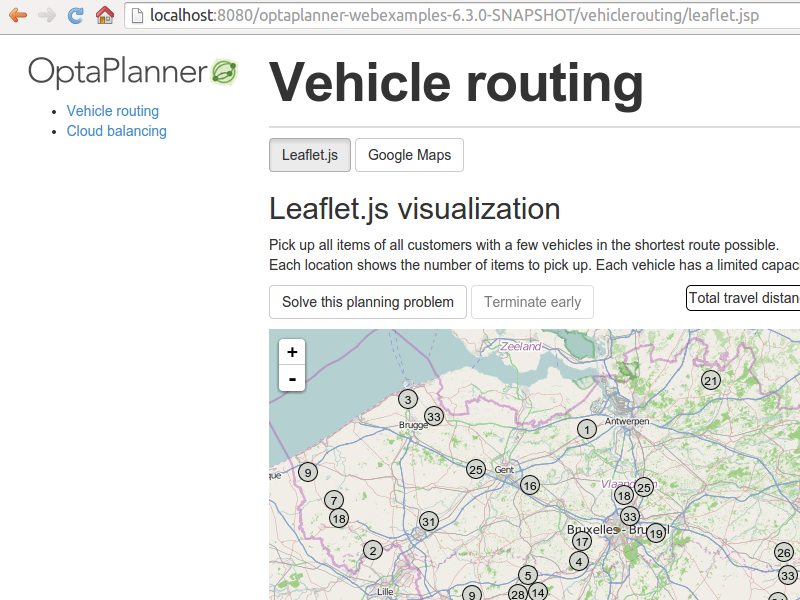 localhost:8080/optaplanner-webexamples-6.3.0-SNAPSHOT/vehiclerouting/leaflet.jsp
OptaPlanner
Vehicle routing
Cloud balancing
Vehicle routing
Leaflet.js Google Maps
Leaflet.js visualization
Pick up all items of all customers with a few vehicles in the shortest route possible.
Each location shows the number of items to pick up. Each vehicle has a limited capaci
Solve this planning problem Terminate early Total travel distan
+
-
Zeeland
21
3
33
Brugge
Antwerpen
1
25
Gent
9
que
16
25
18
7
18
33
31
Bruxelles - Bru
19
17
2
4
26
5
33
Lille
9
28
14